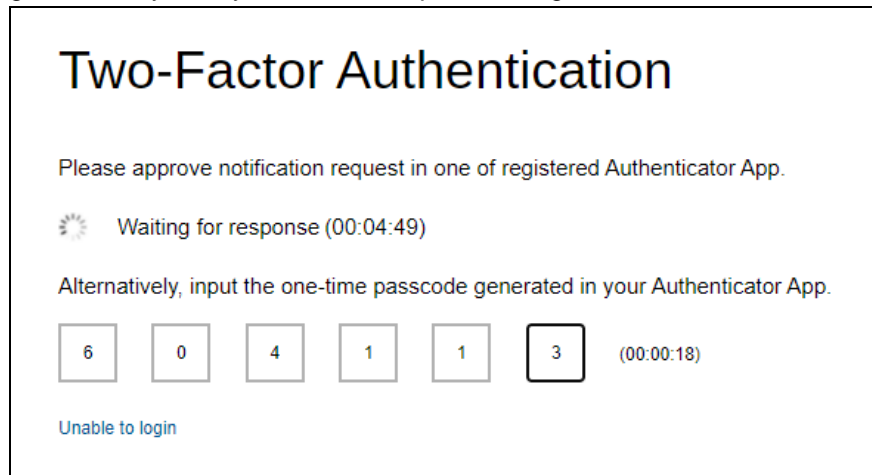 Two-Factor Authentication
Please approve notification request in one of registered Authenticator App.
Waiting for response (00:04:49)
Alternatively, input the one-time passcode generated in your Authenticator App.
6 0 4 1 1 3 (00:00:18)
Unable to login